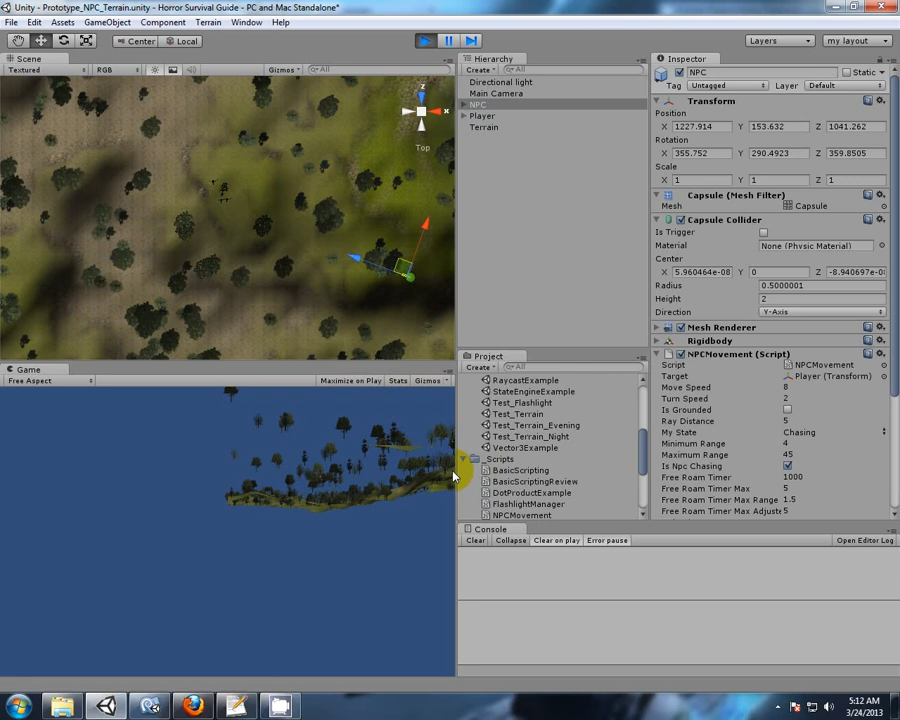 Unity - Prototype_NPC_Terrain.unity - Horror Survival Guide - PC and Mac Standalone*
File Edit Assets GameObject Component Terrain Window Help
Center Local Layers my layout
Scene
Textured RGB Gizmos All
z
x
Top
Game
Free Aspect Maximize on Play Stats Gizmos
Hierarchy
Create All
Directional light
Main Camera
NPC
Player
Terrain
Project
Create All
RaycastExample
StateEngineExample
Test_Flashlight
Test_Terrain
Test_Terrain_Evening
Test_Terrain_Night
Vector3Example
_Scripts
BasicScripting
BasicScriptingReview
DotProductExample
FlashlightManager
NPCMovement
Console
Clear Collapse Clear on play Error pause Open Editor Log
Inspector
NPC Static
Tag Untagged Layer Default
Transform
Position
X 1227.914 Y 153.632 Z 1041.262
Rotation
X 355.752 Y 290.4923 Z 359.8505
Scale
X 1 Y 1 Z 1
Capsule (Mesh Filter)
Mesh Capsule
Capsule Collider
Is Trigger
Material None (Physic Material)
Center
X 5.960464e-08 Y 0 Z -8.940697e-08
Radius 0.5000001
Height 2
Direction Y-Axis
Mesh Renderer
Rigidbody
NPCMovement (Script)
Script NPCMovement
Target Player (Transform)
Move Speed 8
Turn Speed 2
Is Grounded
Ray Distance 5
My State Chasing
Minimum Range 4
Maximum Range 45
Is Npc Chasing
Free Roam Timer 1000
Free Roam Timer Max 5
Free Roam Timer Max Range 1.5
Free Roam Timer Max Adjuste 5
5:12 AM
3/24/2013